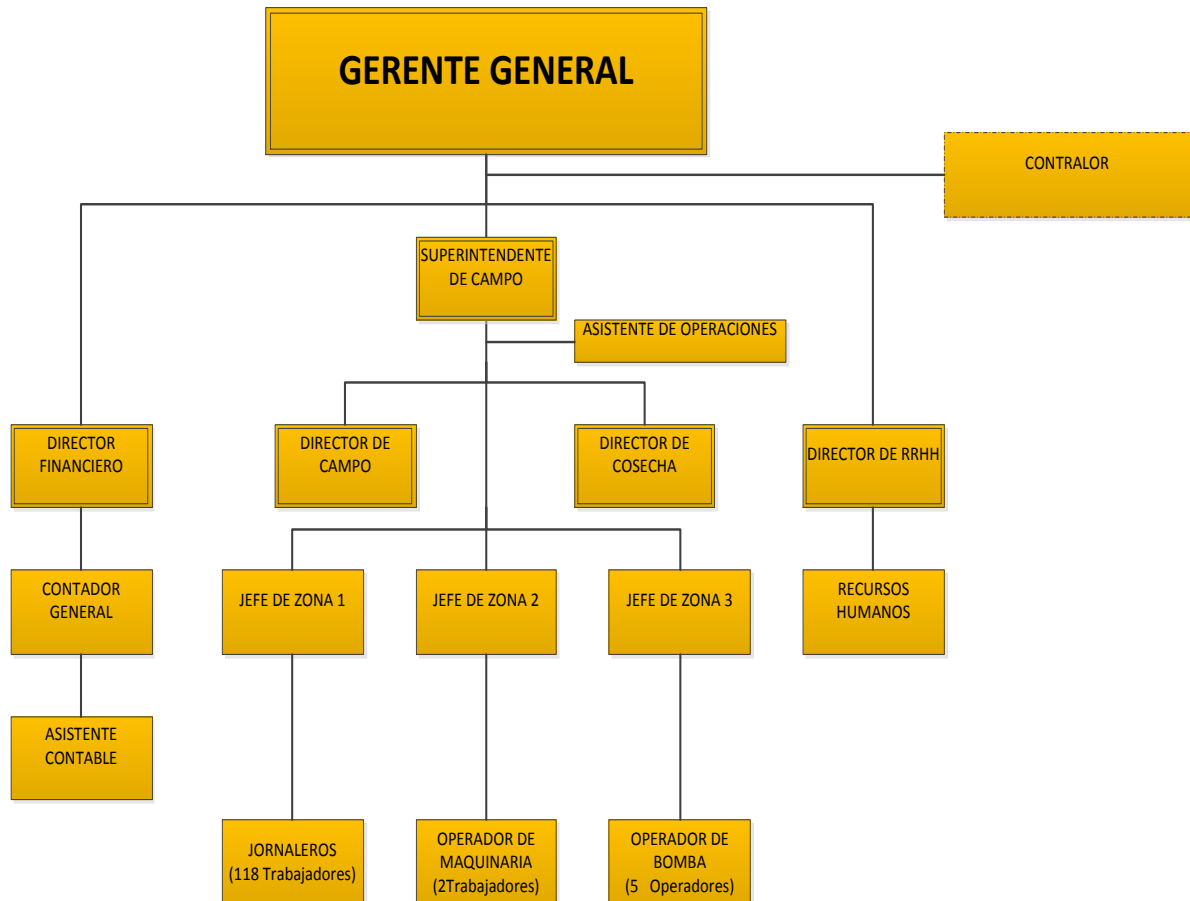 GERENTE GENERAL
CONTRALOR
SUPERINTENDENTE
DE CAMPO
ASISTENTE DE OPERACIONES
DIRECTOR
FINANCIERO
DIRECTOR DE
CAMPO
DIRECTOR DE
COSECHA
DIRECTOR DE RRHH
CONTADOR
GENERAL
JEFE DE ZONA 1
JEFE DE ZONA 2
JEFE DE ZONA 3
RECURSOS
HUMANOS
ASISTENTE
CONTABLE
JORNALEROS
(118 Trabajadores)
OPERADOR DE
MAQUINARIA
(2Trabajadores)
OPERADOR DE
BOMBA
(5 Operadores)